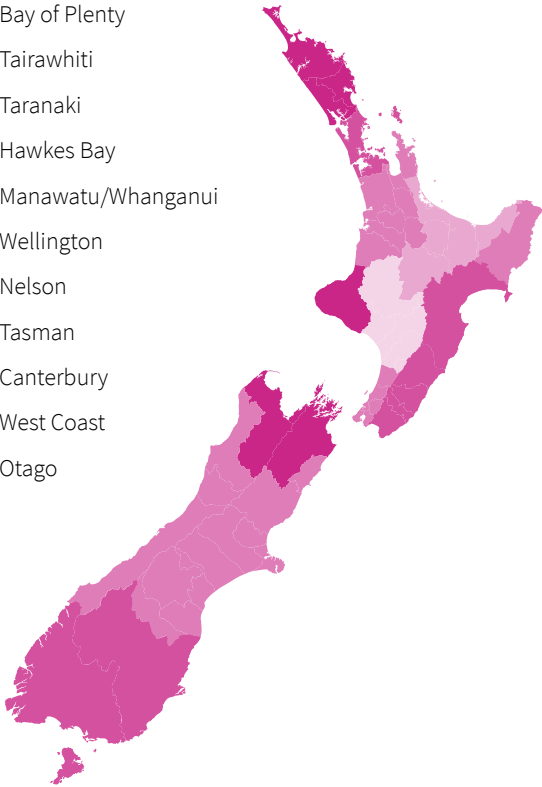 Bay of Plenty
Tairawhiti
Taranaki
Hawkes Bay
Manawatu/Whanganui
Wellington
Nelson
Tasman
Canterbury
West Coast
Otago